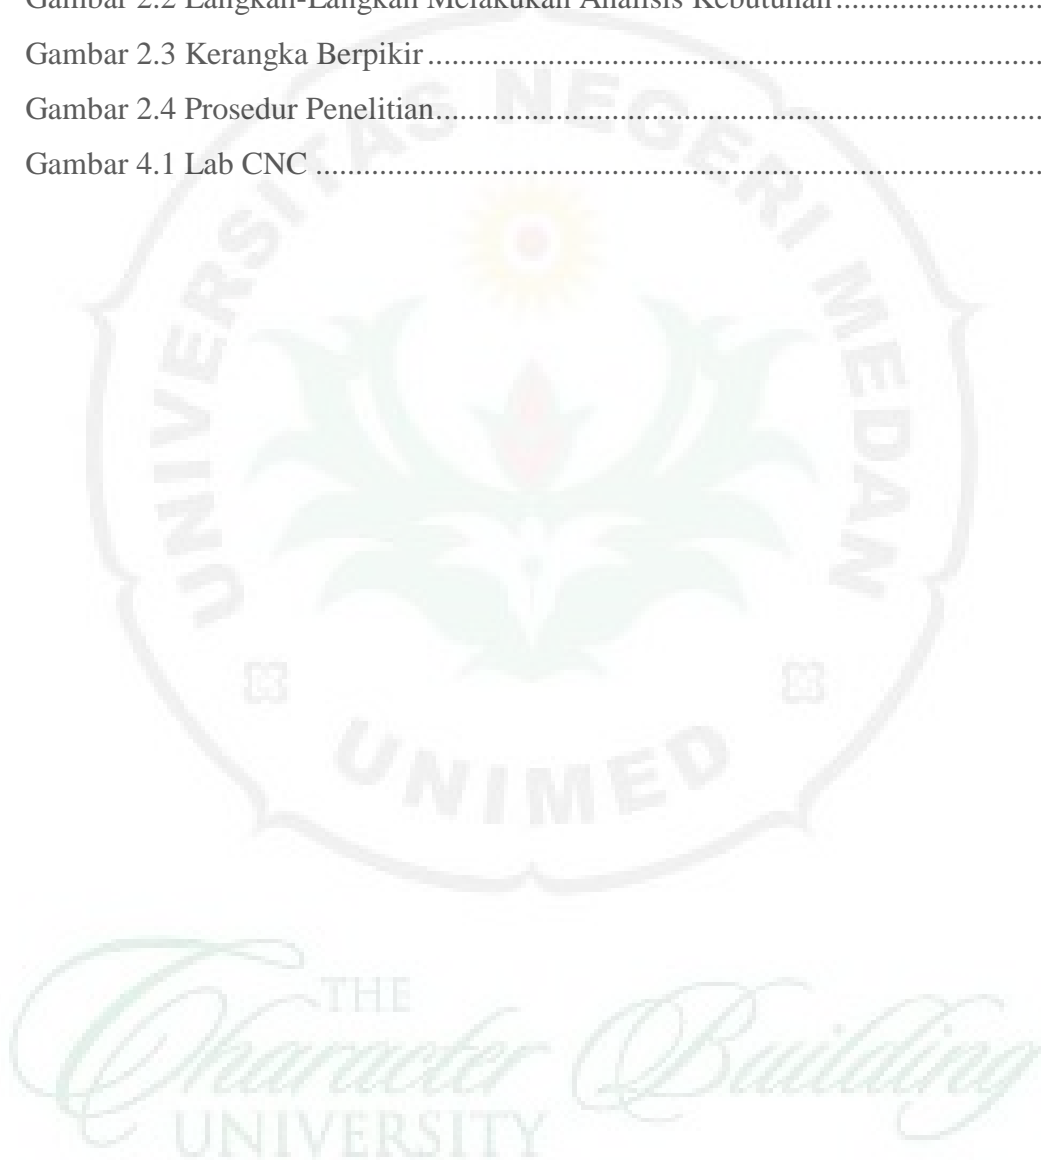 Gambar 2.2 Langkah-Langkah Melakukan Analisis Kebutuhan................................
Gambar 2.3 Kerangka Berpikir................................................................................
Gambar 2.4 Prosedur Penelitian..............................................................................
Gambar 4.1 Lab CNC ............................................................................................
UNIVERSITAS NEGERI MEDAN
UNIMED
THE
Character Building
UNIVERSITY